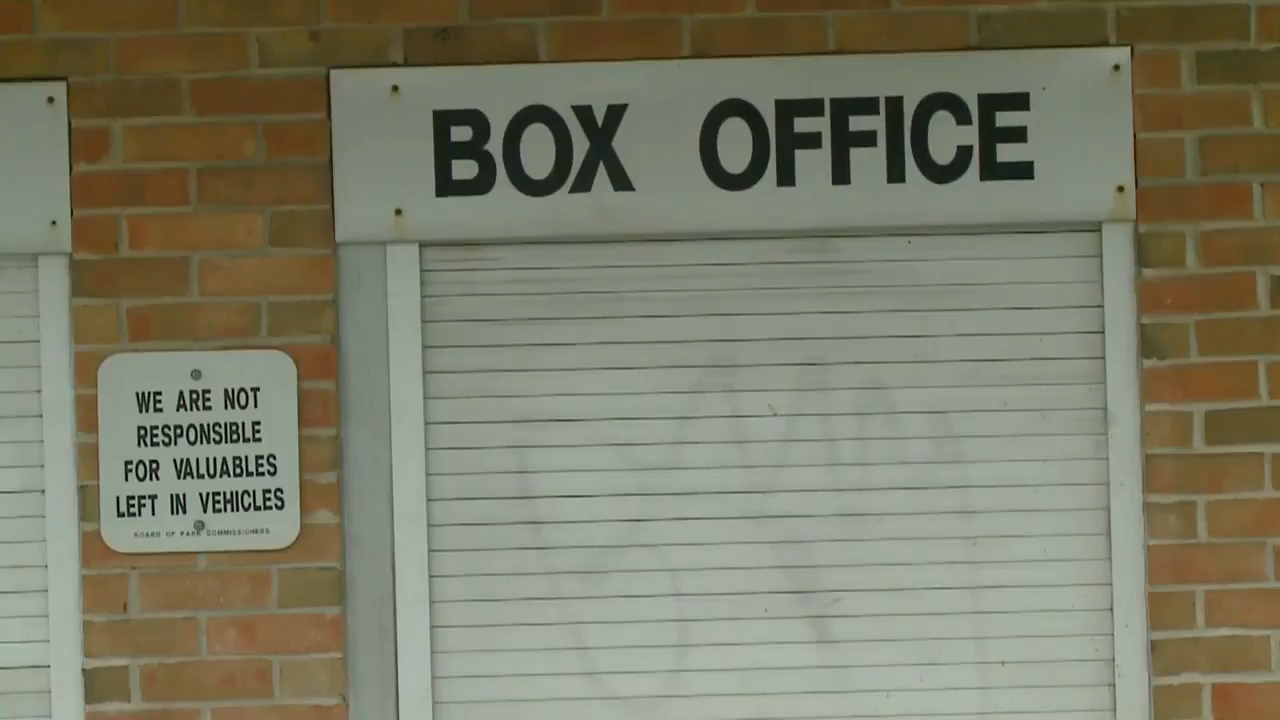 BOX OFFICE
WE ARE NOT
RESPONSIBLE
FOR VALUABLES
LEFT IN VEHICLES
BOARD OF PARK COMMISSIONERS